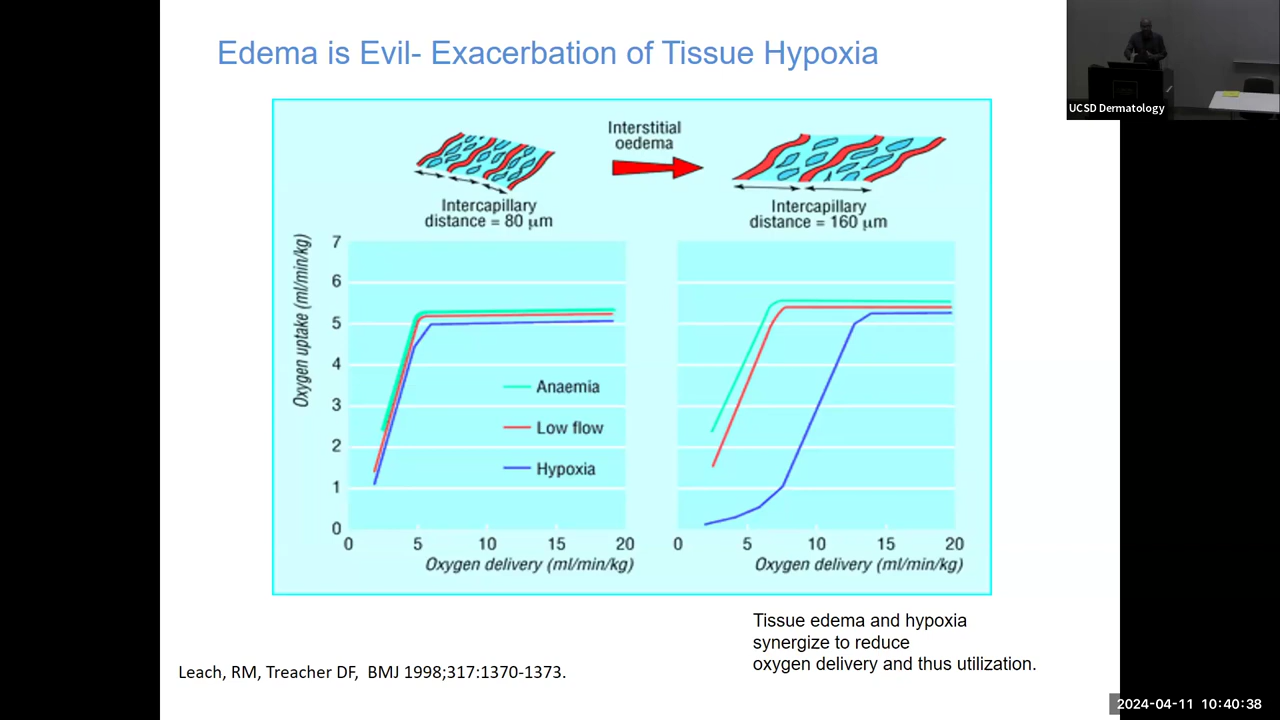 Edema is Evil- Exacerbation of Tissue Hypoxia
UCSD Dermatology
Interstitial
oedema
Intercapillary
distance = 80 μm
Intercapillary
distance = 160 μm
Oxygen uptake (ml/min/kg)
7
6
5
4
3
2
1
0
Anaemia
Low flow
Hypoxia
0 5 10 15 20
Oxygen delivery (ml/min/kg)
0 5 10 15 20
Oxygen delivery (ml/min/kg)
Tissue edema and hypoxia
synergize to reduce
oxygen delivery and thus utilization.
Leach, RM, Treacher DF, BMJ 1998;317:1370-1373.
2024-04-11 10:40:38